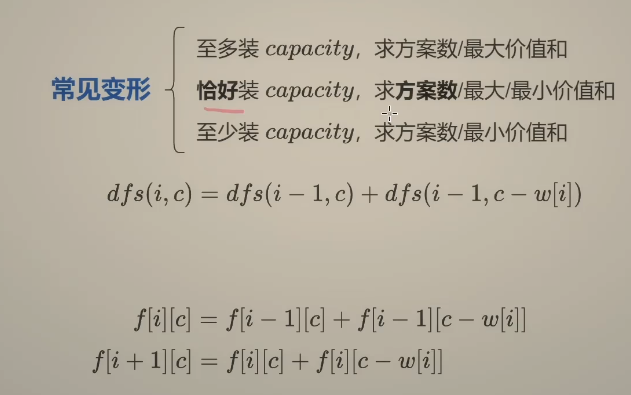 常见变形
至多装 capacity，求方案数/最大价值和
恰好装 capacity，求方案数/最大/最小价值和
至少装 capacity，求方案数/最小价值和
dfs(i, c) = dfs(i − 1, c) + dfs(i − 1, c − w[i])
f[i][c] = f[i − 1][c] + f[i − 1][c − w[i]]
f[i + 1][c] = f[i][c] + f[i][c − w[i]]